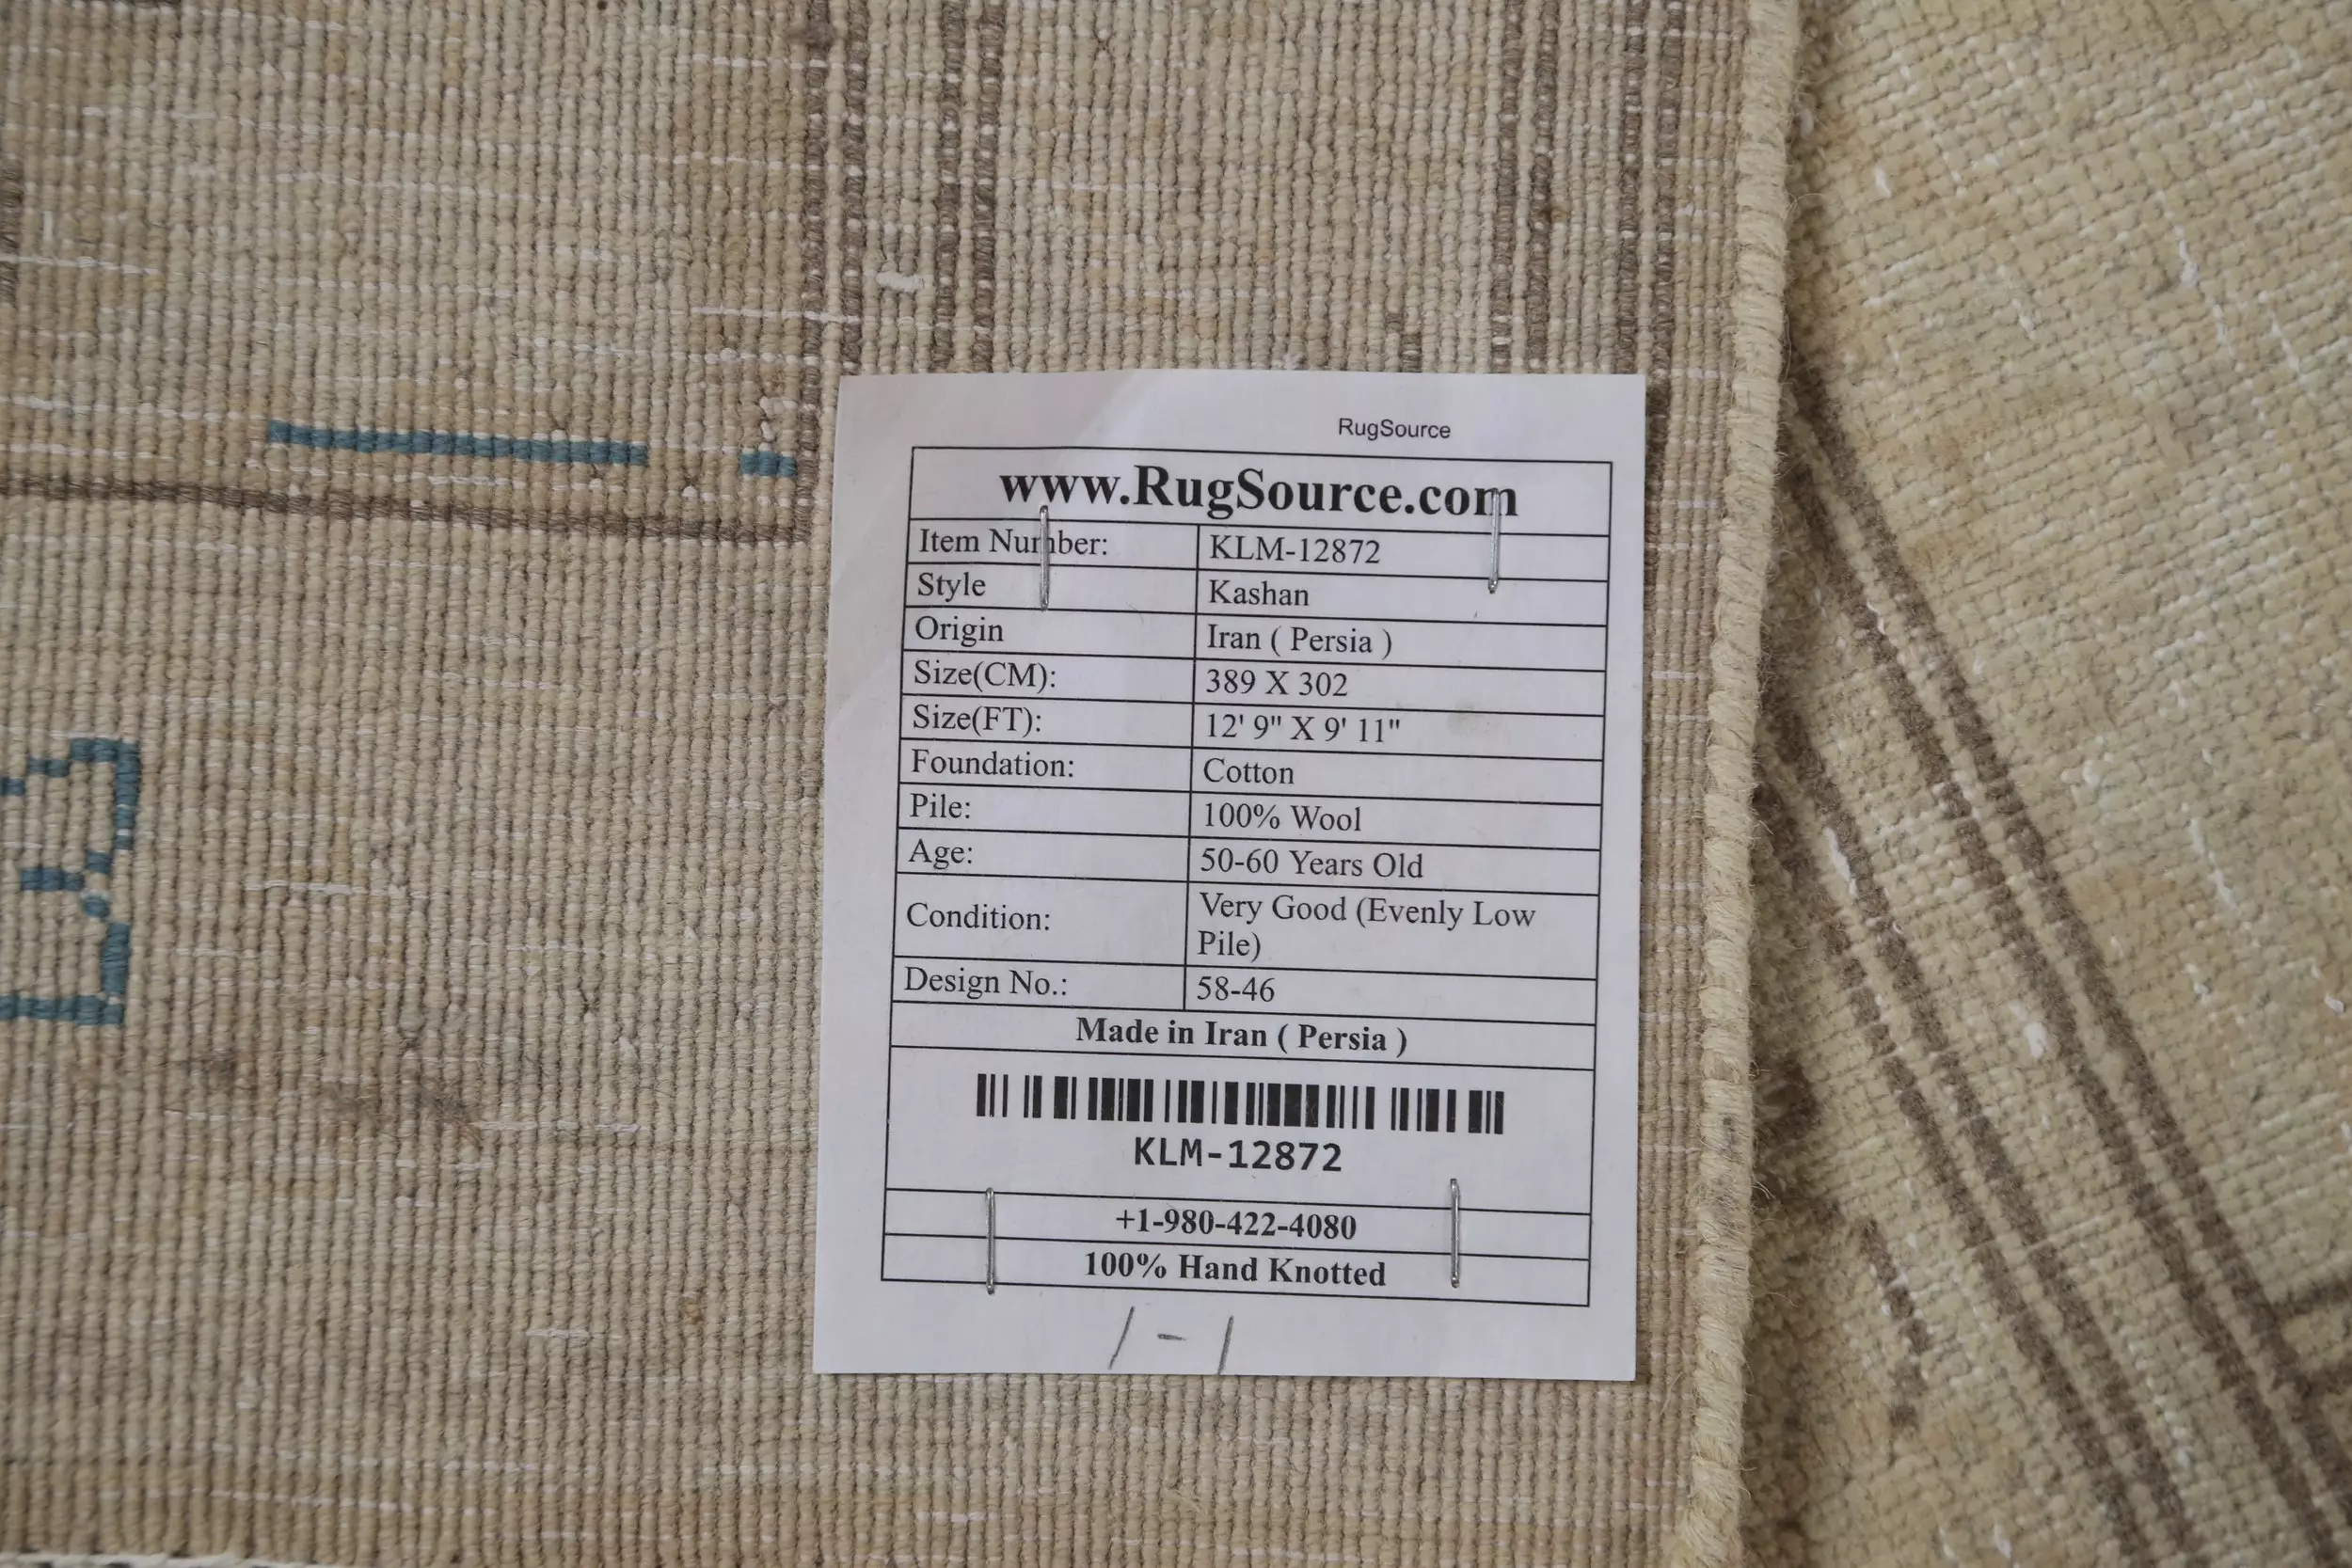 RugSource
www.RugSource.com
Item Number: KLM-12872
Style Kashan
Origin Iran ( Persia )
Size(CM): 389 X 302
Size(FT): 12' 9" X 9' 11"
Foundation: Cotton
Pile: 100% Wool
Age: 50-60 Years Old
Condition: Very Good (Evenly Low
Pile)
Design No.: 58-46
Made in Iran ( Persia )
KLM-12872
+1-980-422-4080
100% Hand Knotted
1-1